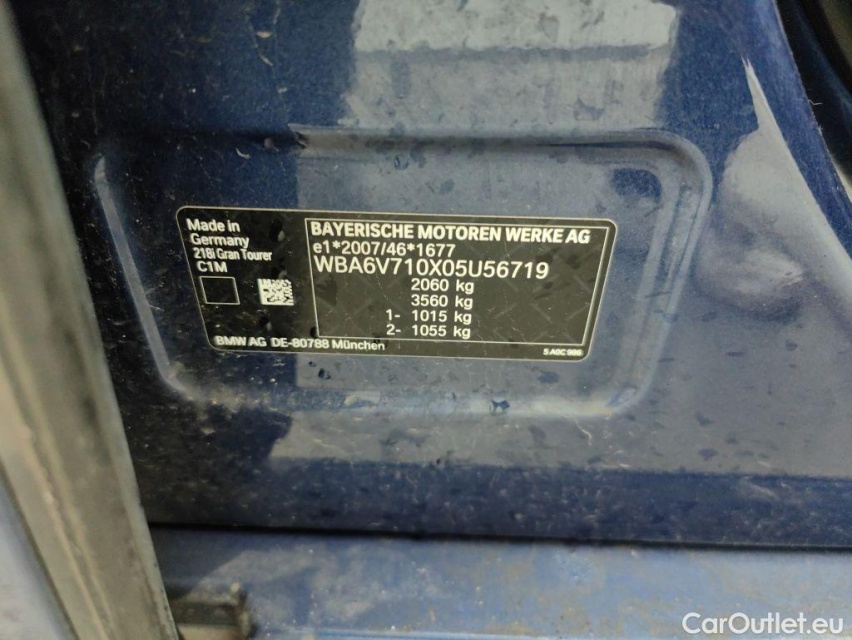 Made in
Germany
218i Gran Tourer
C1M
BAYERISCHE MOTOREN WERKE AG
e1*2007/46*1677
WBA6V710X05U56719
2060 kg
3560 kg
1- 1015 kg
2- 1055 kg
BMW AG DE-80788 München
5 A0C 986
CarOutlet.eu